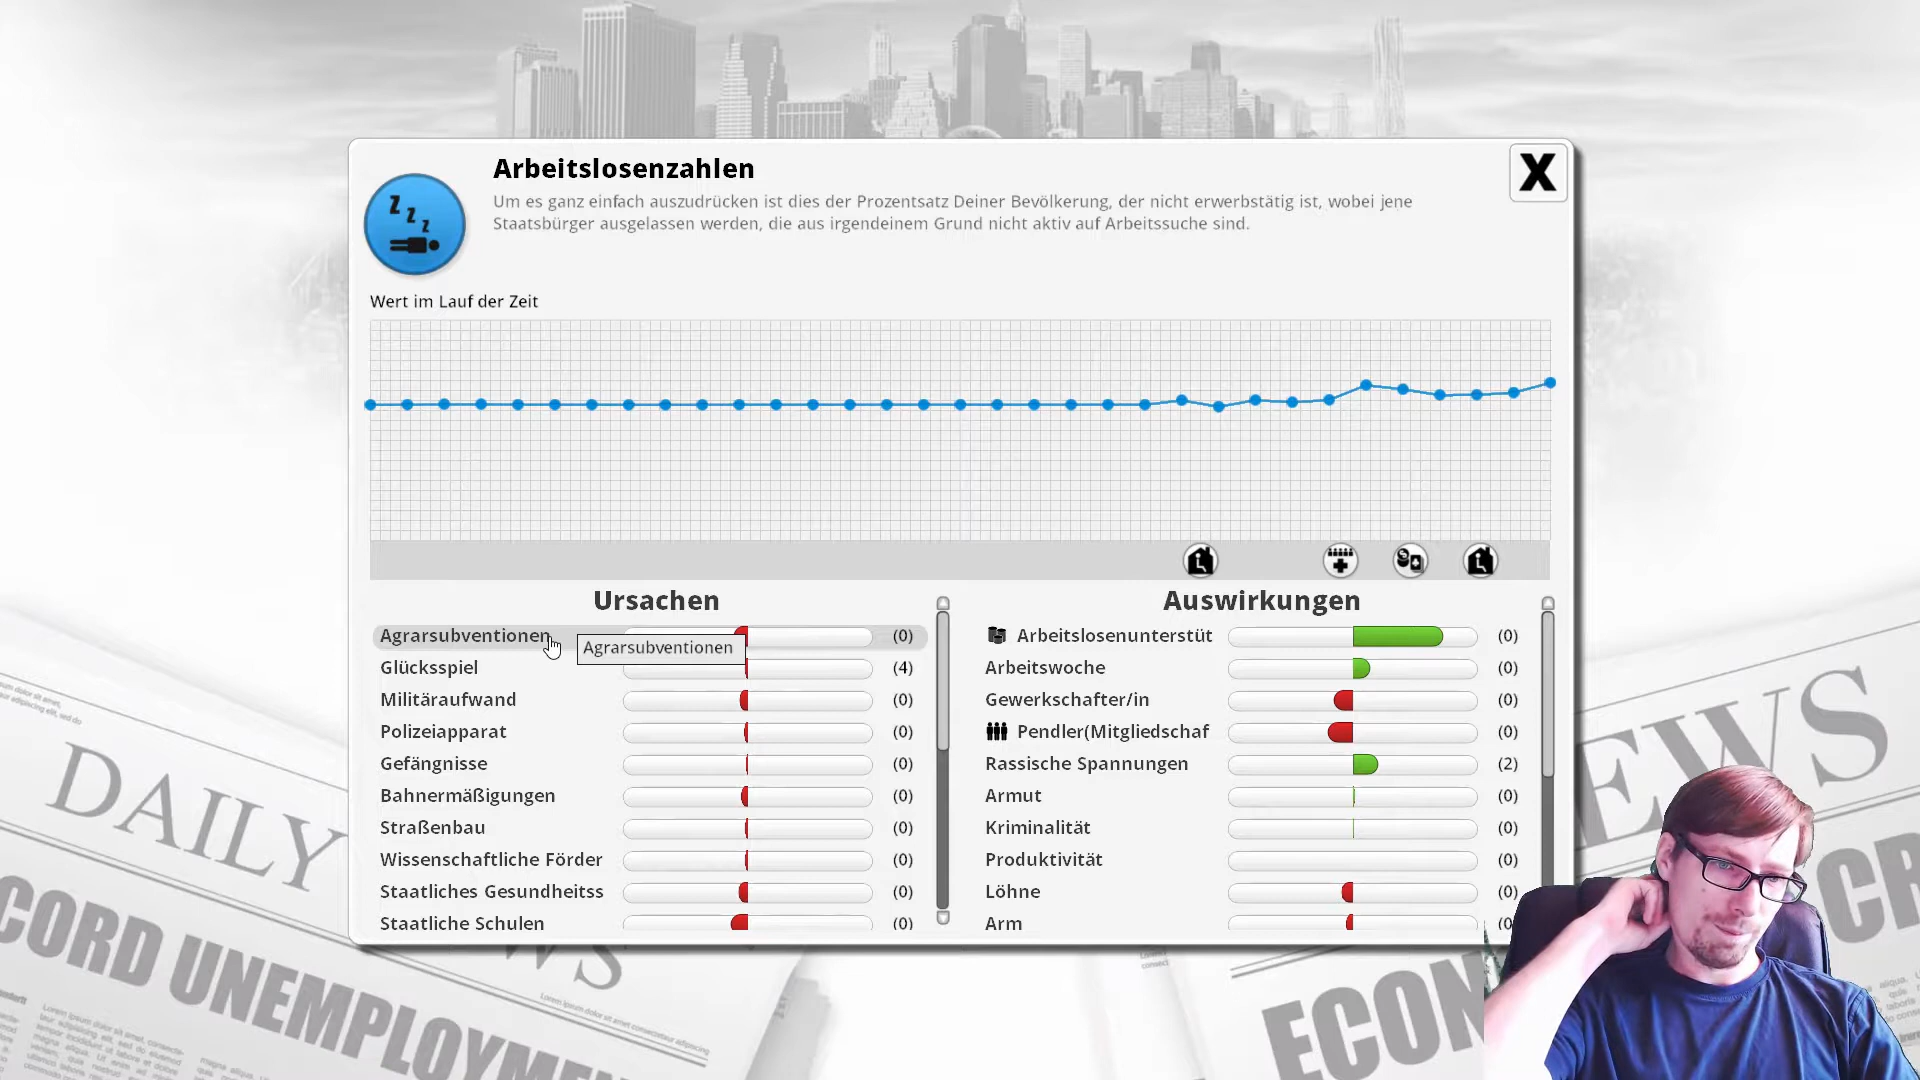 Arbeitslosenzahlen
X
Um es ganz einfach auszudrücken ist dies der Prozentsatz Deiner Bevölkerung, der nicht erwerbstätig ist, wobei jene
Staatsbürger ausgelassen werden, die aus irgendeinem Grund nicht aktiv auf Arbeitssuche sind.
z z z
Wert im Lauf der Zeit
Ursachen
Agrarsubventionen (0)
Agrarsubventionen
Glücksspiel (4)
Militäraufwand (0)
Polizeiapparat (0)
Gefängnisse (0)
Bahnermäßigungen (0)
Straßenbau (0)
Wissenschaftliche Förder (0)
Staatliches Gesundheitss (0)
Staatliche Schulen (0)
Auswirkungen
Arbeitslosenunterstüt (0)
Arbeitswoche (0)
Gewerkschafter/in (0)
Pendler(Mitgliedschaf (0)
Rassische Spannungen (2)
Armut (0)
Kriminalität (0)
Produktivität (0)
Löhne (0)
Arm
DAILY
NEWS
CORD UNEMPLOYME
EWS
ECON
CR